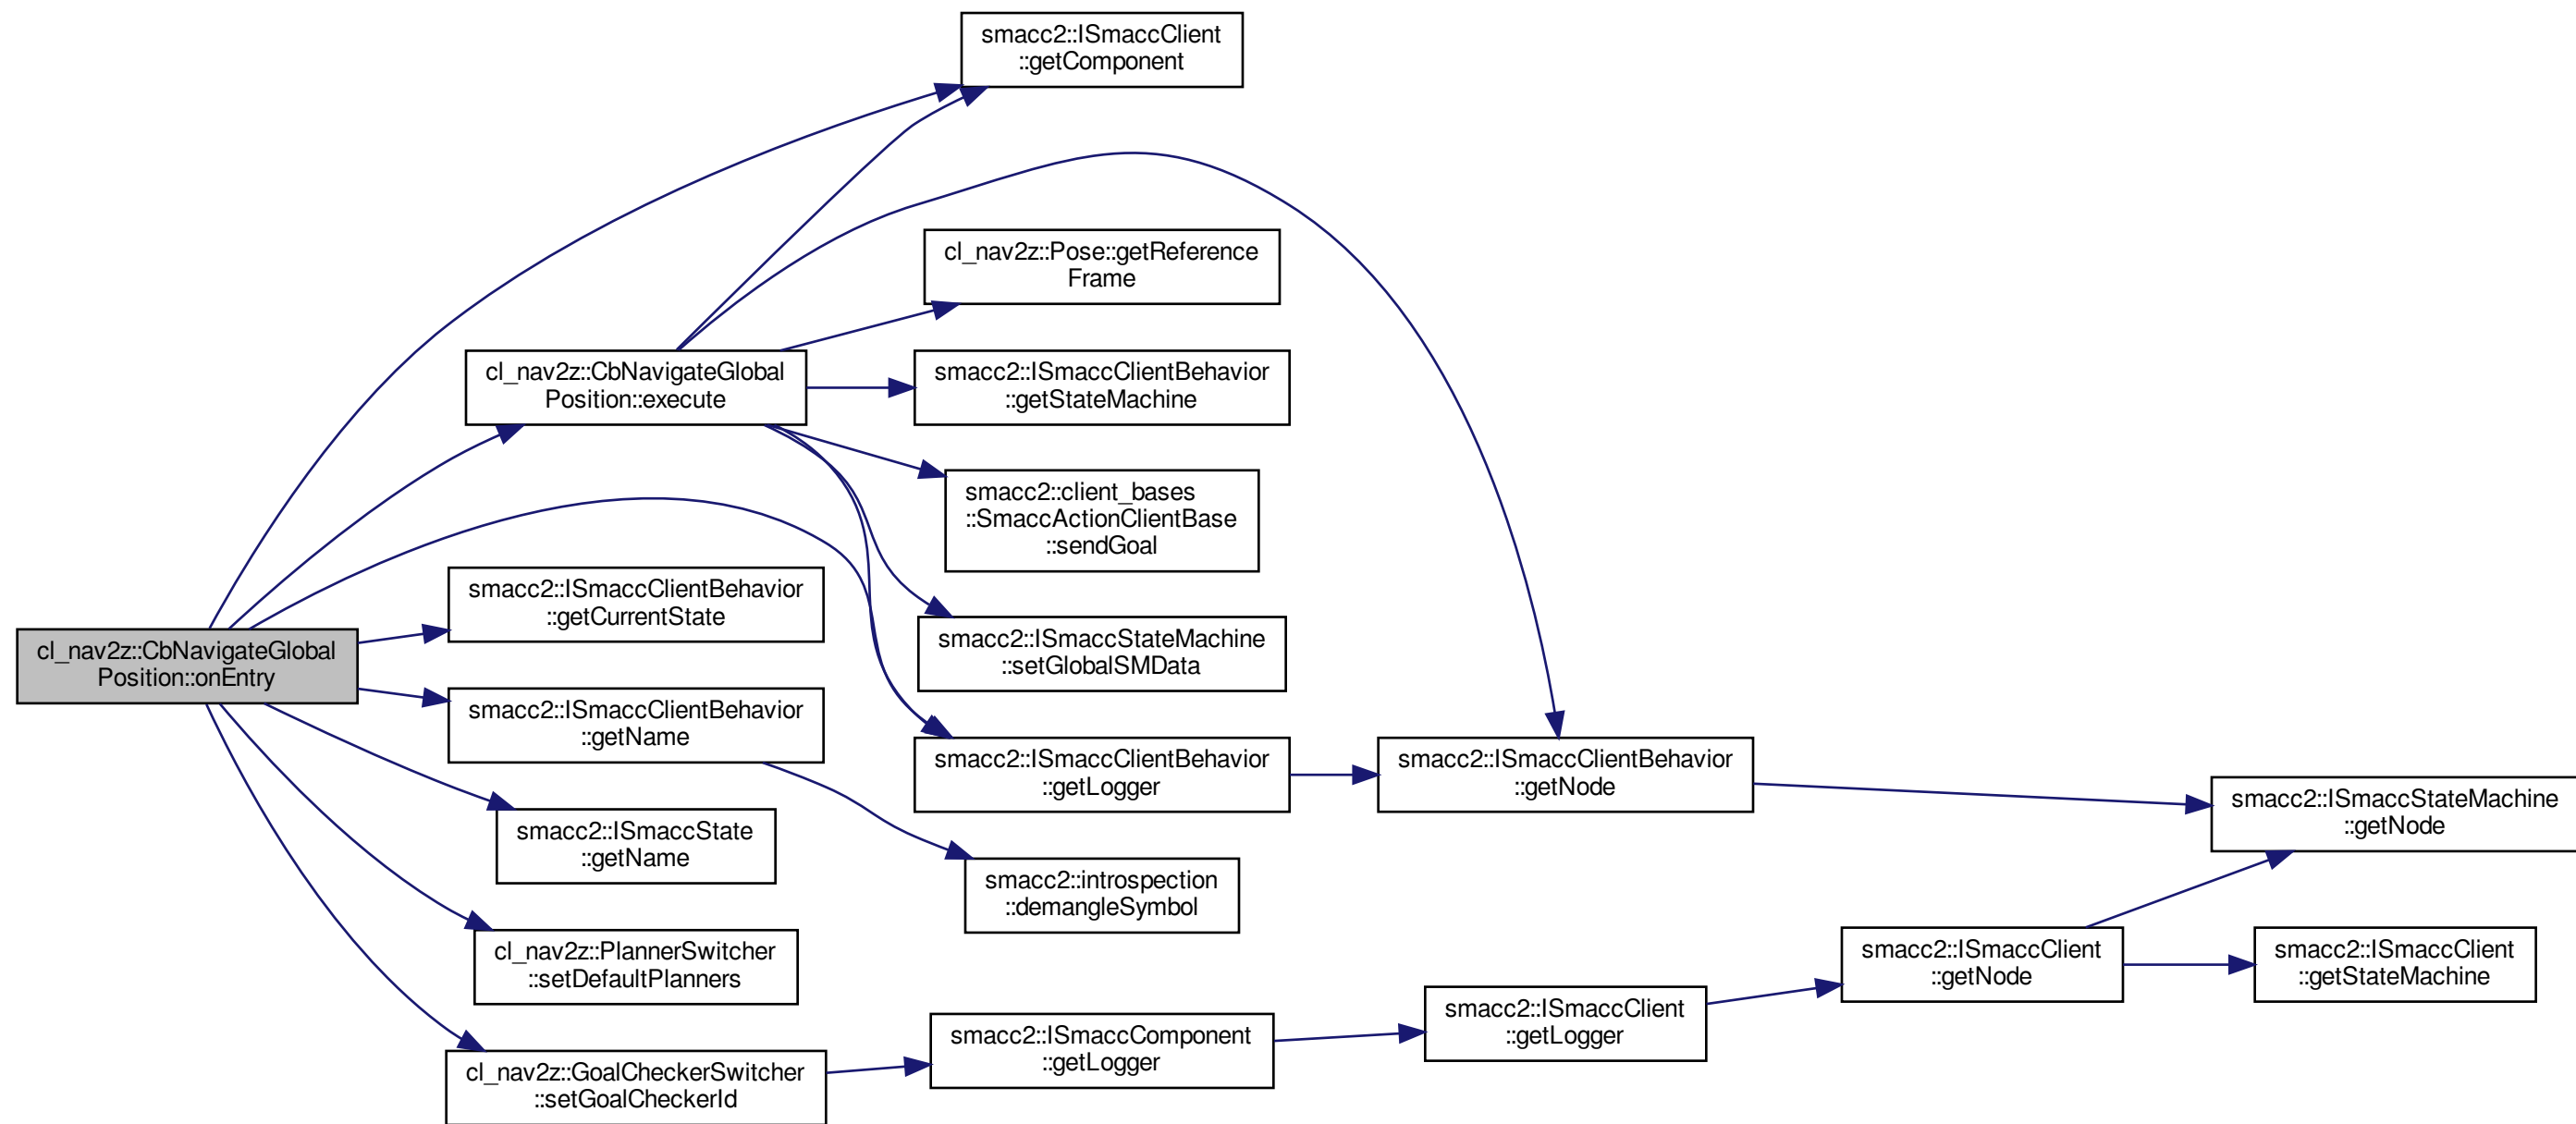 smacc2::ISmaccClient
::getComponent
cl_nav2z::Pose::getReference
Frame
cl_nav2z::CbNavigateGlobal
Position::execute
smacc2::ISmaccClientBehavior
::getStateMachine
smacc2::client_bases
::SmaccActionClientBase
::sendGoal
smacc2::ISmaccClientBehavior
::getCurrentState
cl_nav2z::CbNavigateGlobal
Position::onEntry
smacc2::ISmaccStateMachine
::setGlobalSMData
smacc2::ISmaccClientBehavior
::getName
smacc2::ISmaccClientBehavior
::getLogger
smacc2::ISmaccClientBehavior
::getNode
smacc2::ISmaccStateMachine
::getNode
smacc2::ISmaccState
::getName
smacc2::introspection
::demangleSymbol
cl_nav2z::PlannerSwitcher
::setDefaultPlanners
smacc2::ISmaccClient
::getNode
smacc2::ISmaccClient
::getStateMachine
smacc2::ISmaccClient
::getLogger
smacc2::ISmaccComponent
::getLogger
cl_nav2z::GoalCheckerSwitcher
::setGoalCheckerId